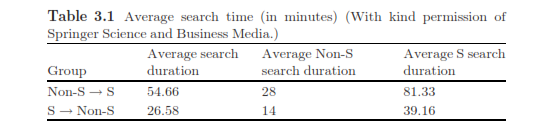 Table 3.1 Average search time (in minutes) (With kind permission of
Springer Science and Business Media.)
Average search Average Non-S Average S search
Group duration search duration duration
Non-S → S 54.66 28 81.33
S → Non-S 26.58 14 39.16